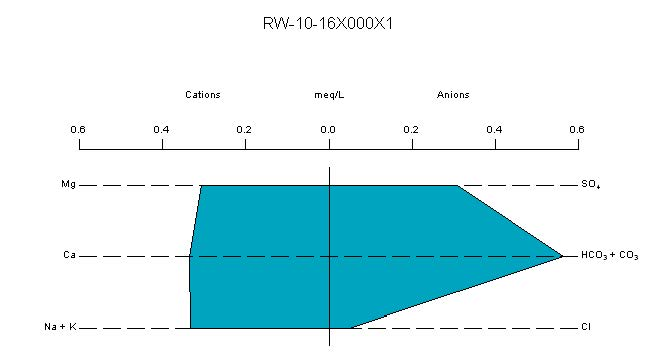 RW-10-16X000X1
Cations meq/L Anions
0.6 0.4 0.2 0.0 0.2 0.4 0.6
Mg SO₄
Ca HCO₃ + CO₃
Na + K Cl